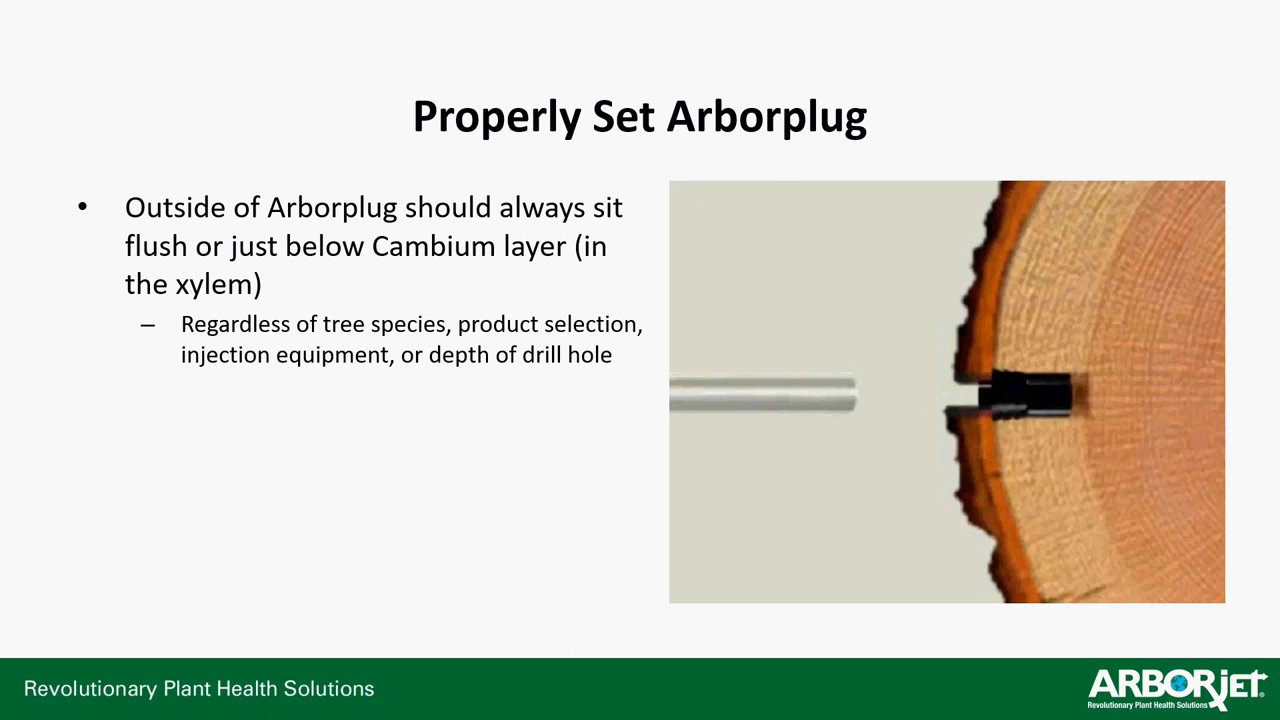 Properly Set Arborplug
• Outside of Arborplug should always sit
flush or just below Cambium layer (in
the xylem)
– Regardless of tree species, product selection,
injection equipment, or depth of drill hole
Revolutionary Plant Health Solutions
ARBORjet®
Revolutionary Plant Health Solutions